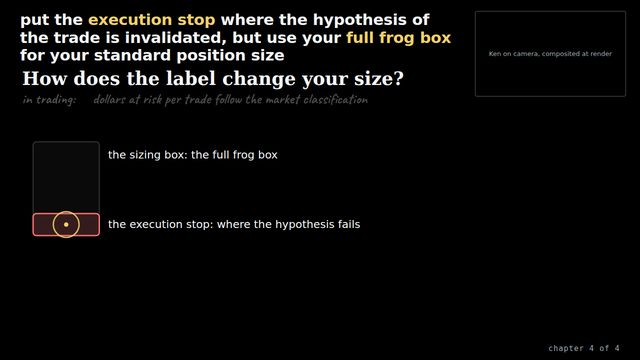 put the execution stop where the hypothesis of
the trade is invalidated, but use your full frog box
for your standard position size
Ken on camera, composited at render
How does the label change your size?
in trading: dollars at risk per trade follow the market classification
the sizing box: the full frog box
the execution stop: where the hypothesis fails
chapter 4 of 4